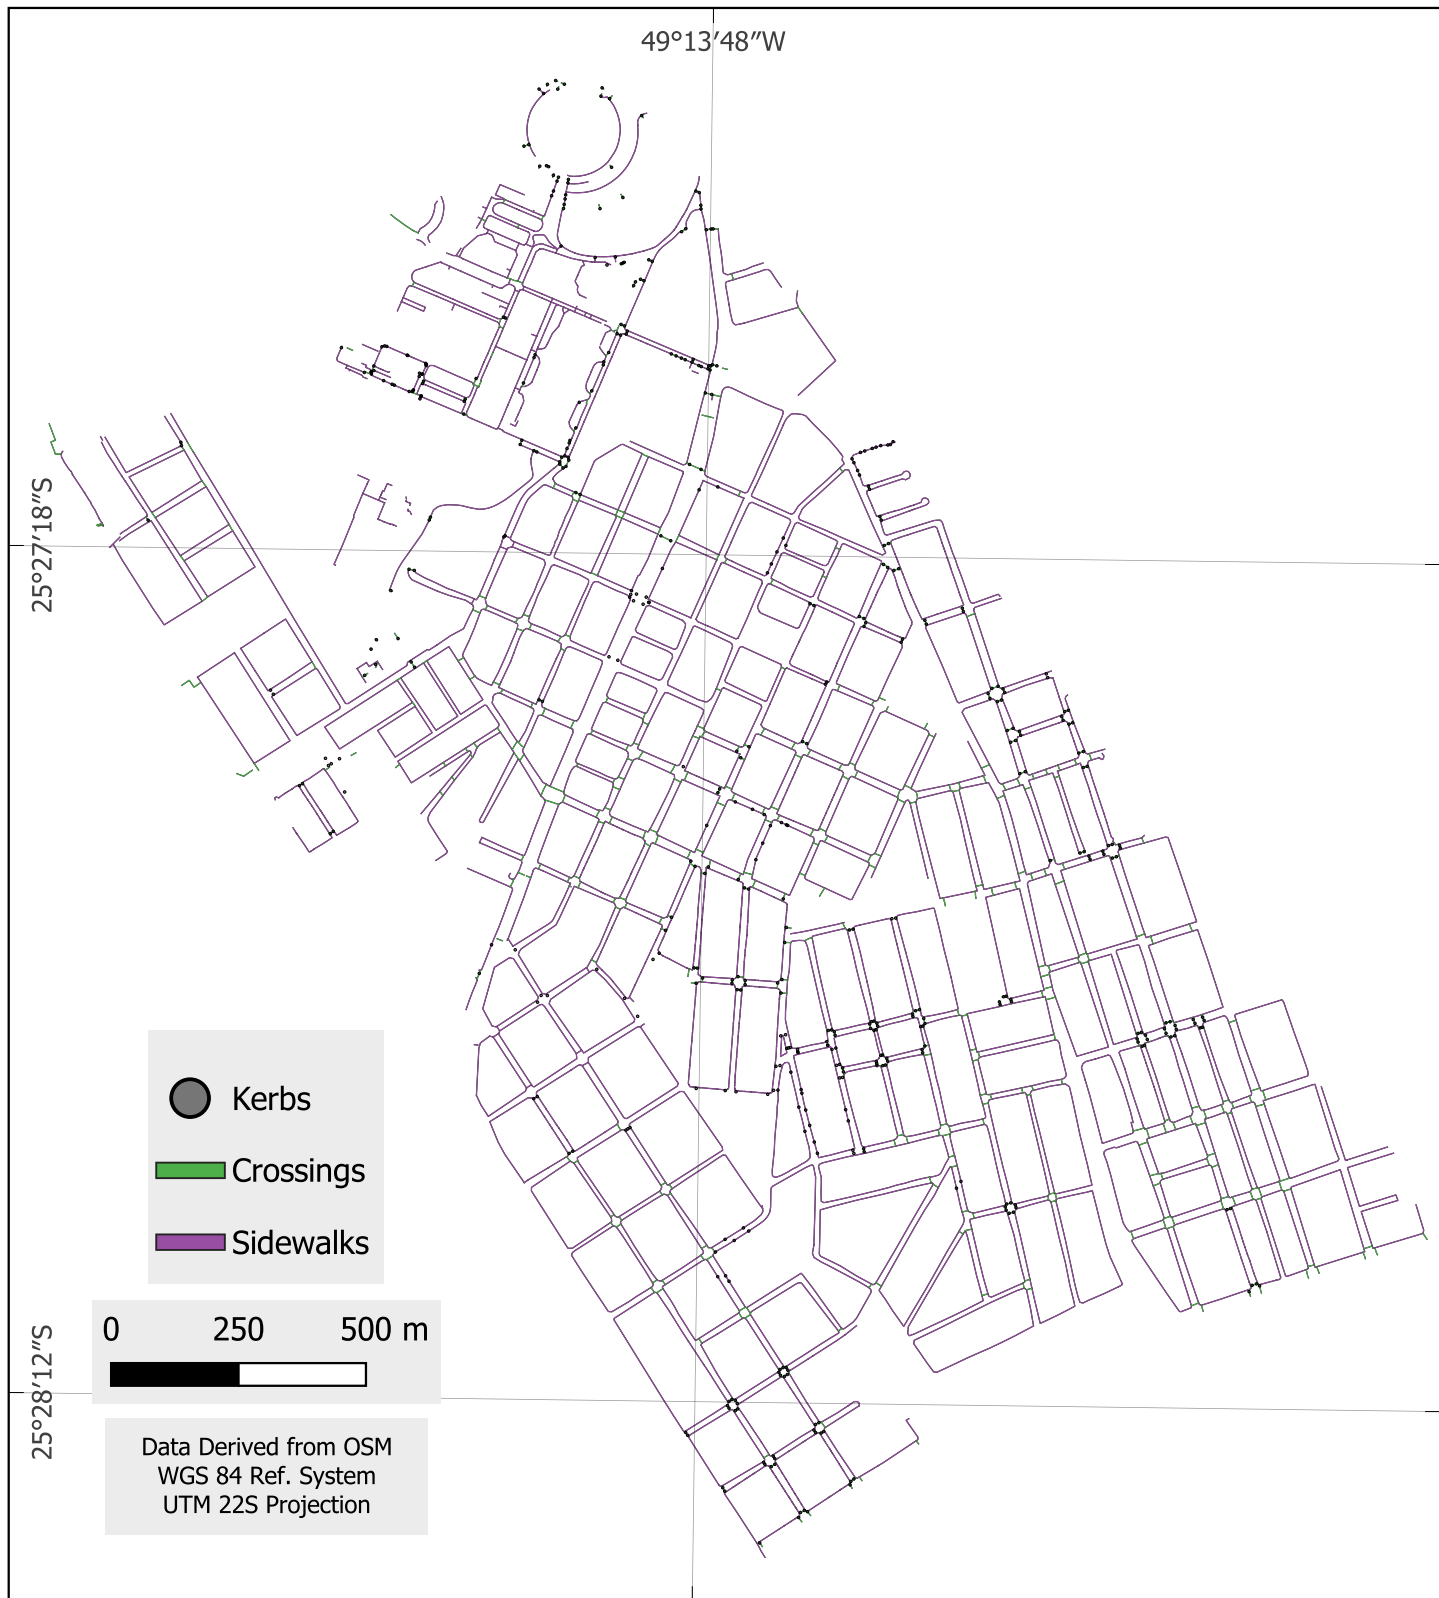 49°13′48″W
25°27′18″S
Kerbs
Crossings
Sidewalks
0 250 500 m
25°28′12″S
Data Derived from OSM
WGS 84 Ref. System
UTM 22S Projection